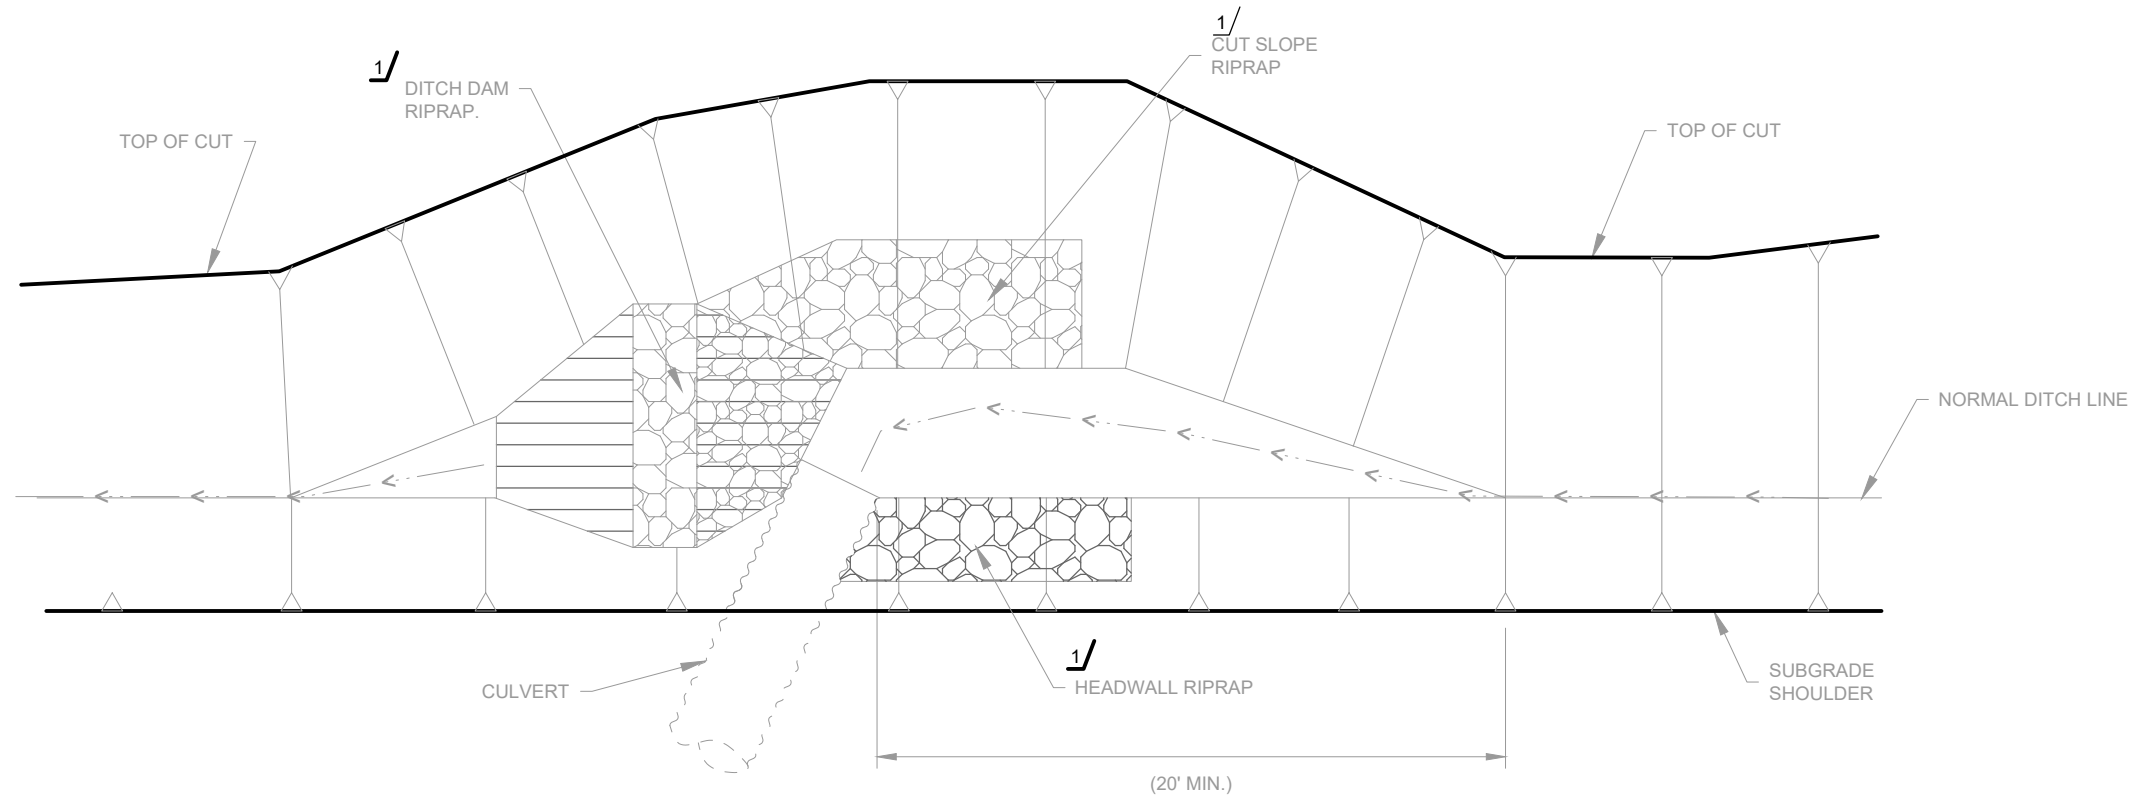 1/
CUT SLOPE
RIPRAP
1/
DITCH DAM
RIPRAP.
TOP OF CUT
TOP OF CUT
NORMAL DITCH LINE
1/
HEADWALL RIPRAP
CULVERT
SUBGRADE
SHOULDER
(20' MIN.)